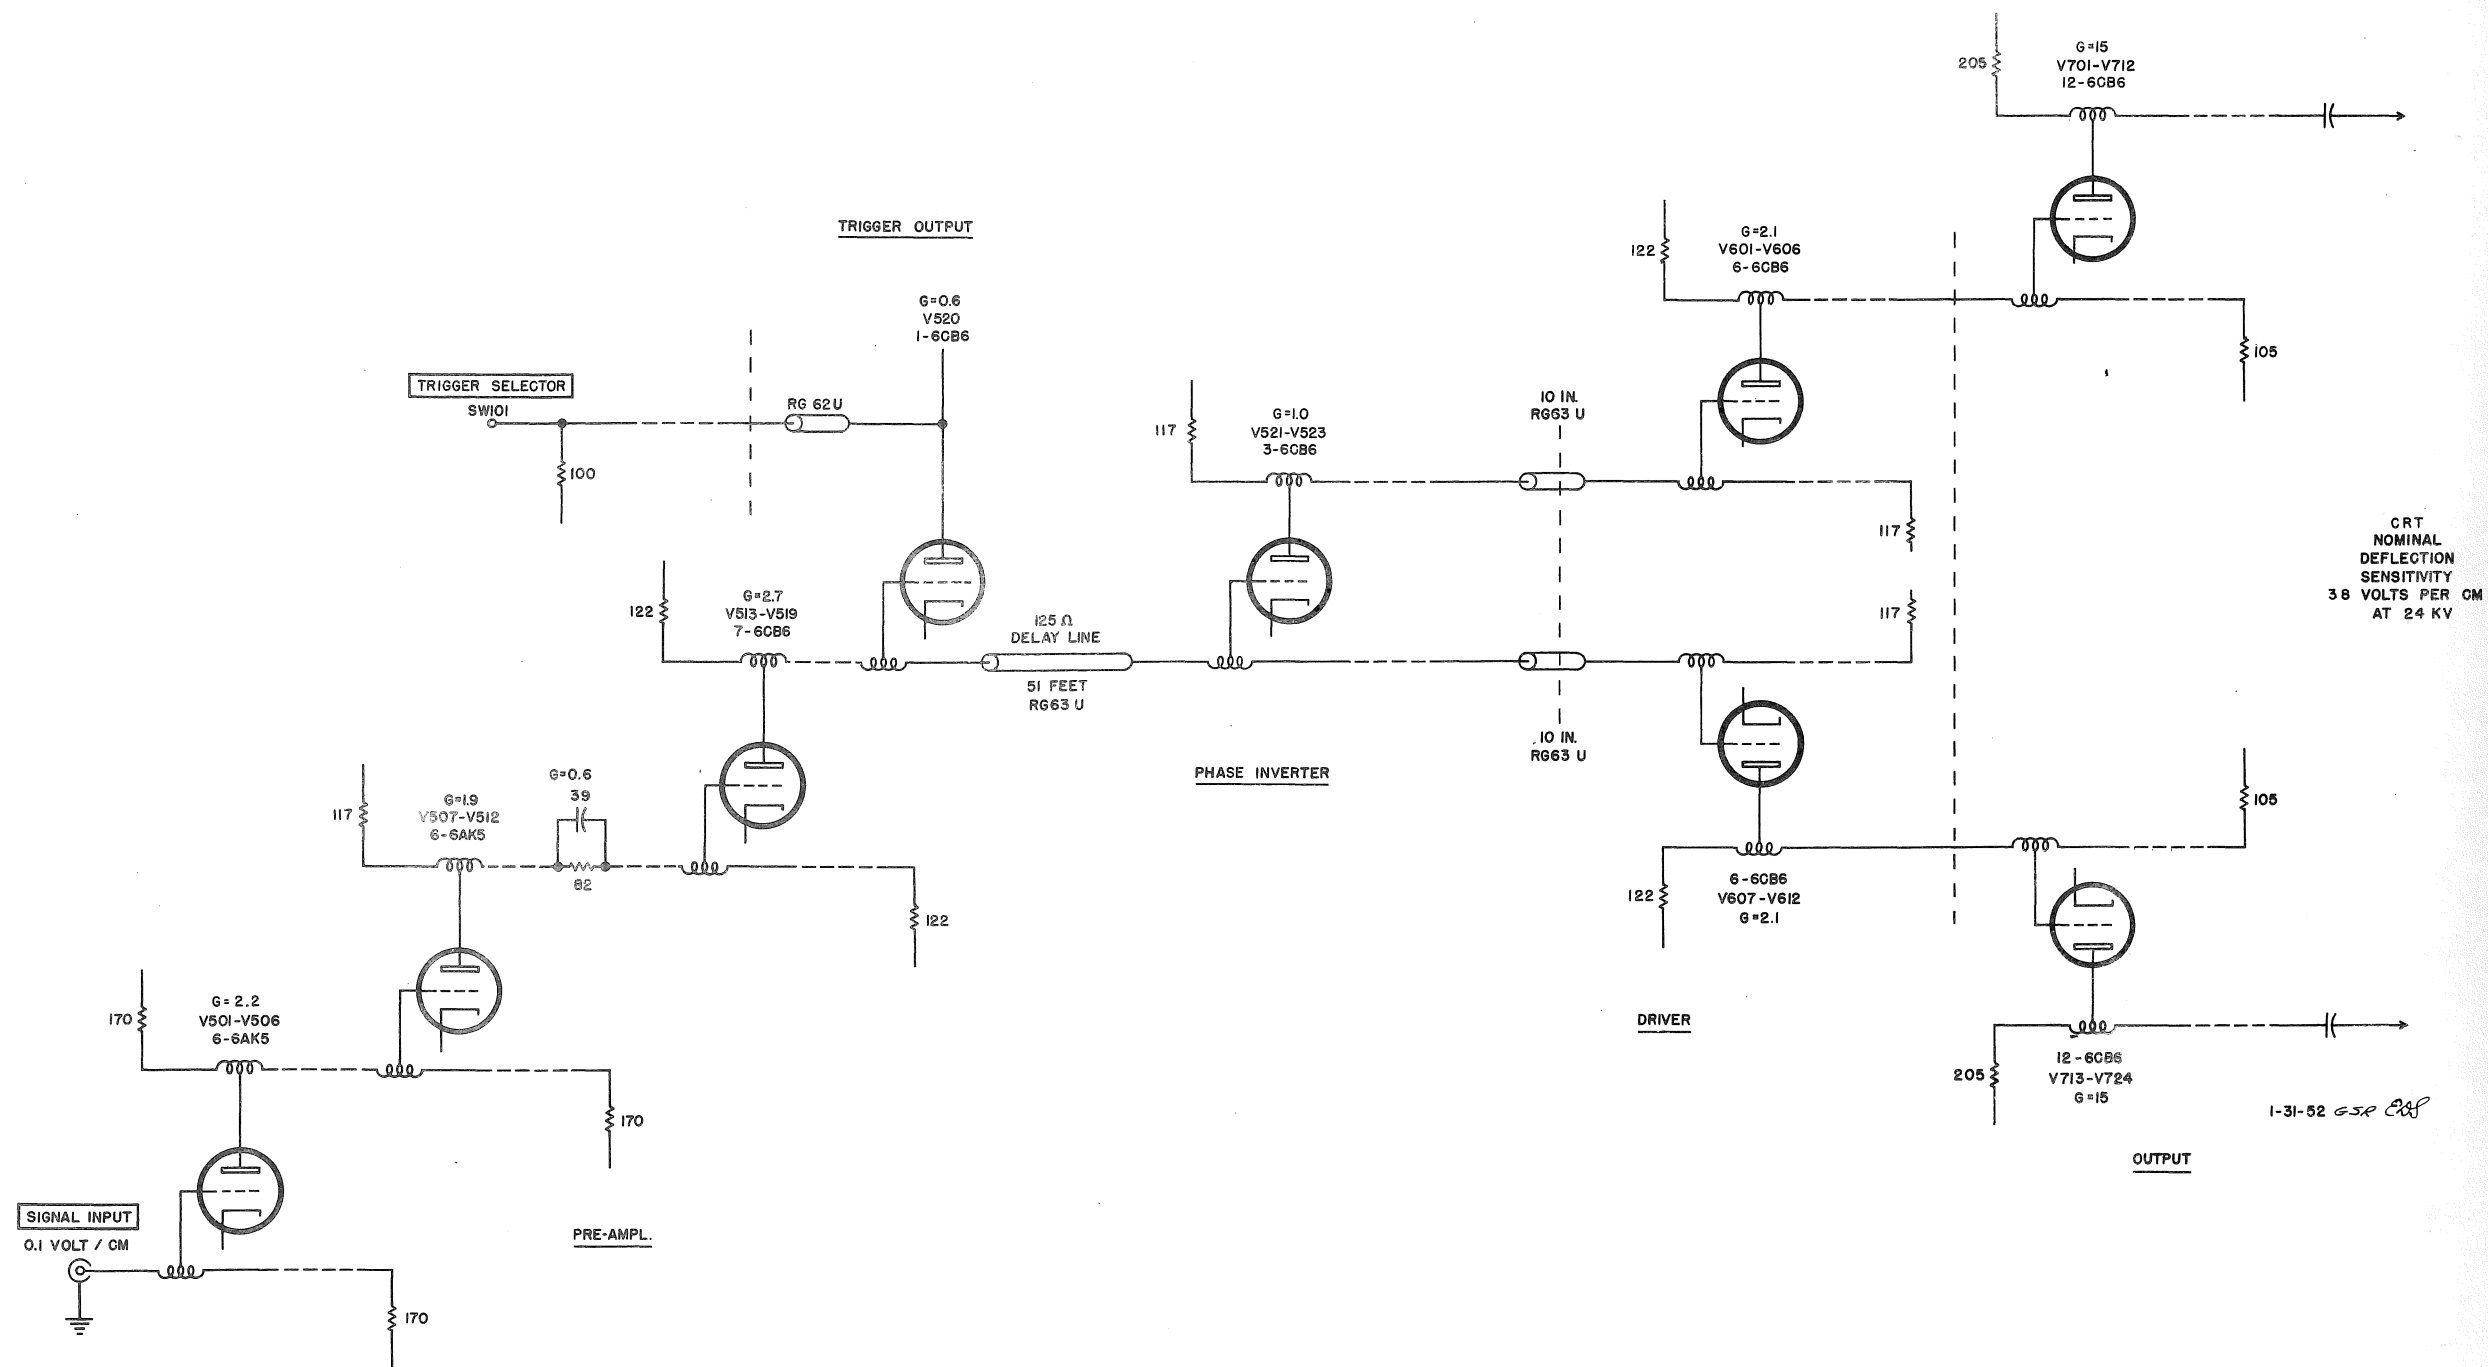 G=15
V701-V712
12-6CB6
205
TRIGGER OUTPUT
G=2.1
V601-V606
6-6CB6
122
G=0.6
V520
1-6CB6
105
TRIGGER SELECTOR
SW101
RG 62U
100
117
G=1.0
V521-V523
3-6CB6
10 IN.
RG63 U
117
CRT
NOMINAL
DEFLECTION
SENSITIVITY
38 VOLTS PER CM
AT 24 KV
122
G=2.7
V513-V519
7-6CB6
125 Ω
DELAY LINE
51 FEET
RG63 U
117
10 IN.
RG63 U
PHASE INVERTER
117
G=1.9
V507-V512
6-6AK5
G=0.6
39
82
122
105
122
6-6CB6
V607-V612
G=2.1
170
G=2.2
V501-V506
6-6AK5
170
DRIVER
205
12-6CB6
V713-V724
G=15
1-31-52 GSR
OUTPUT
SIGNAL INPUT
0.1 VOLT / CM
PRE-AMPL.
170